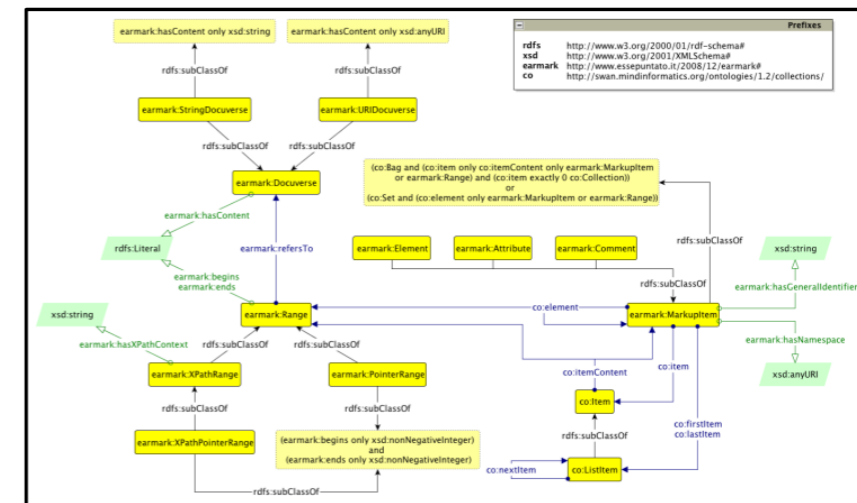 earmark:hasContent only xsd:string
earmark:hasContent only xsd:anyURI
Prefixes
rdfs http://www.w3.org/2000/01/rdf-schema#
xsd http://www.w3.org/2001/XMLSchema#
earmark http://www.essepuntato.it/2008/12/earmark#
co http://swan.mindinformatics.org/ontologies/1.2/collections/
rdfs:subClassOf
rdfs:subClassOf
earmark:StringDocuverse
earmark:URIDocuverse
rdfs:subClassOf
rdfs:subClassOf
earmark:Docuverse
(co:Bag and (co:item only co:itemContent only earmark:MarkupItem
or earmark:Range) and (co:item exactly 0 co:Collection))
or
(co:Set and (co:element only earmark:MarkupItem or earmark:Range))
earmark:hasContent
rdfs:Literal
earmark:refersTo
earmark:Element
earmark:Attribute
earmark:Comment
rdfs:subClassOf
xsd:string
earmark:begins
earmark:ends
rdfs:subClassOf
earmark:hasGeneralIdentifier
xsd:string
earmark:Range
co:element
earmark:MarkupItem
earmark:hasXPathContext
rdfs:subClassOf
rdfs:subClassOf
earmark:hasNamespace
earmark:XPathRange
earmark:PointerRange
co:itemContent
co:item
xsd:anyURI
rdfs:subClassOf
rdfs:subClassOf
co:Item
co:firstItem
co:lastItem
earmark:XPathPointerRange
(earmark:begins only xsd:nonNegativeInteger)
and
(earmark:ends only xsd:nonNegativeInteger)
rdfs:subClassOf
co:nextItem
co:ListItem
rdfs:subClassOf